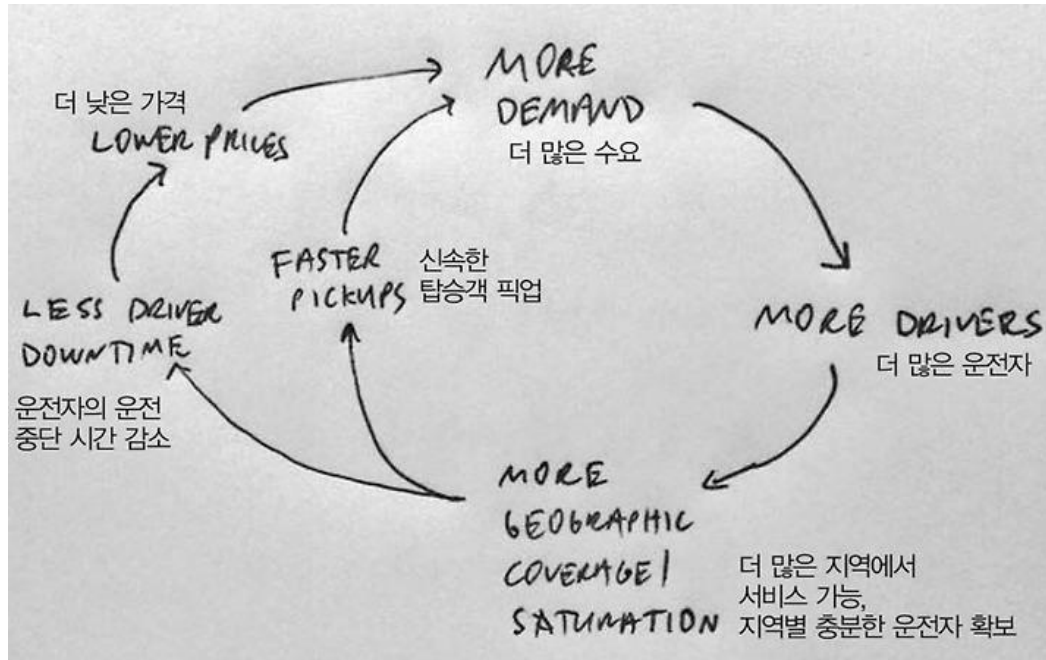 MORE
DEMAND
더 많은 수요
더 낮은 가격
LOWER PRICES
FASTER
PICKUPS
신속한
탑승객 픽업
LESS DRIVER
DOWNTIME
운전자의 운전
중단 시간 감소
MORE DRIVERS
더 많은 운전자
MORE
GEOGRAPHIC
COVERAGE/
SATURATION
더 많은 지역에서
서비스 가능,
지역별 충분한 운전자 확보